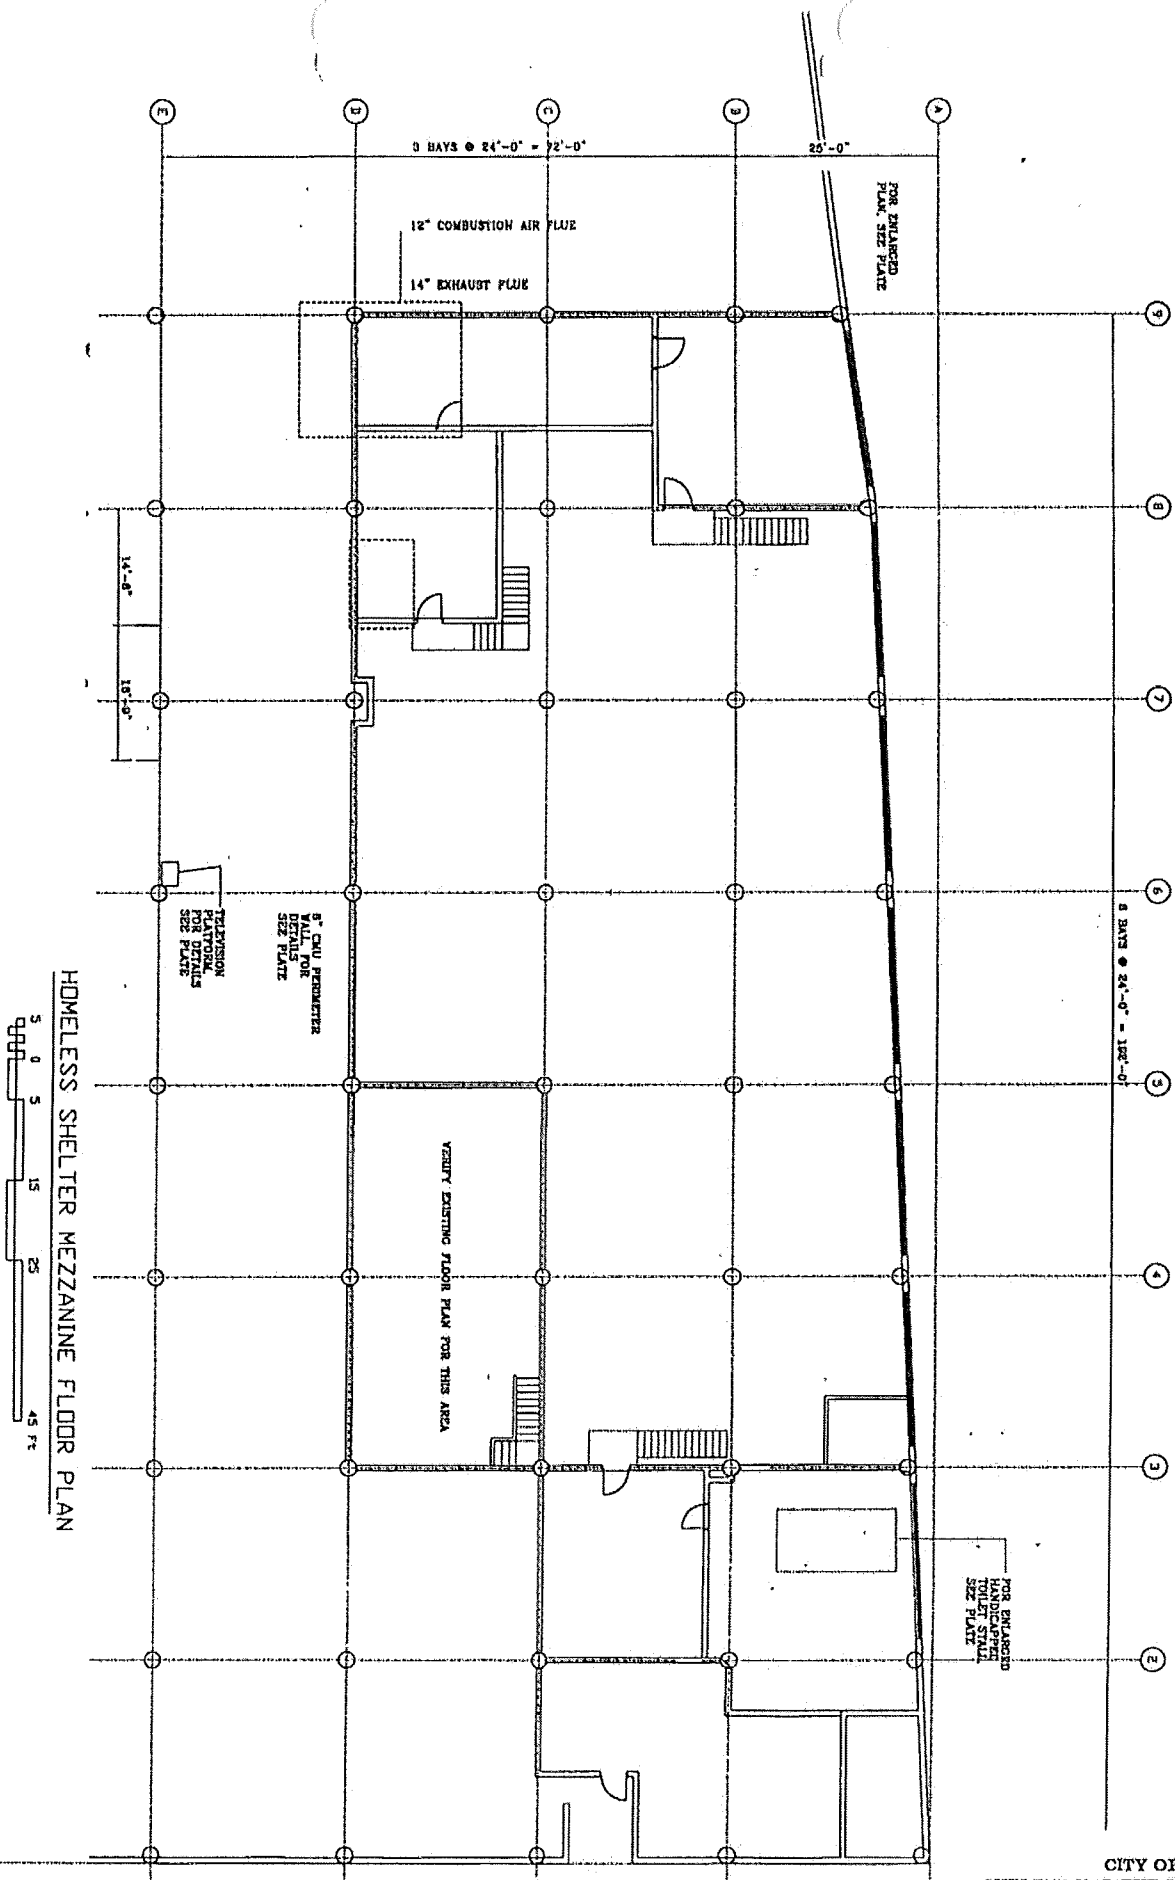 E
D
C
B
A
3 BAYS @ 24'-0" = 72'-0"
25'-0"
FOR ENLARGED
PLAN, SEE PLATE
12" COMBUSTION AIR FLUE
14" EXHAUST FLUE
9
8
7
6
5
4
3
2
8 BAYS @ 24'-0" = 192'-0"
14'-6"
TELEVISION
PLATFORM,
FOR DETAILS
SEE PLATE
8" CMU PERIMETER
WALL, FOR
DETAILS
SEE PLATE
VERIFY EXISTING FLOOR PLAN FOR THIS AREA
FOR ENLARGED
HANDICAPPED
TOILET STALL,
SEE PLATE
HOMELESS SHELTER MEZZANINE FLOOR PLAN
5 0 5 15 25 45 Ft
CITY OF